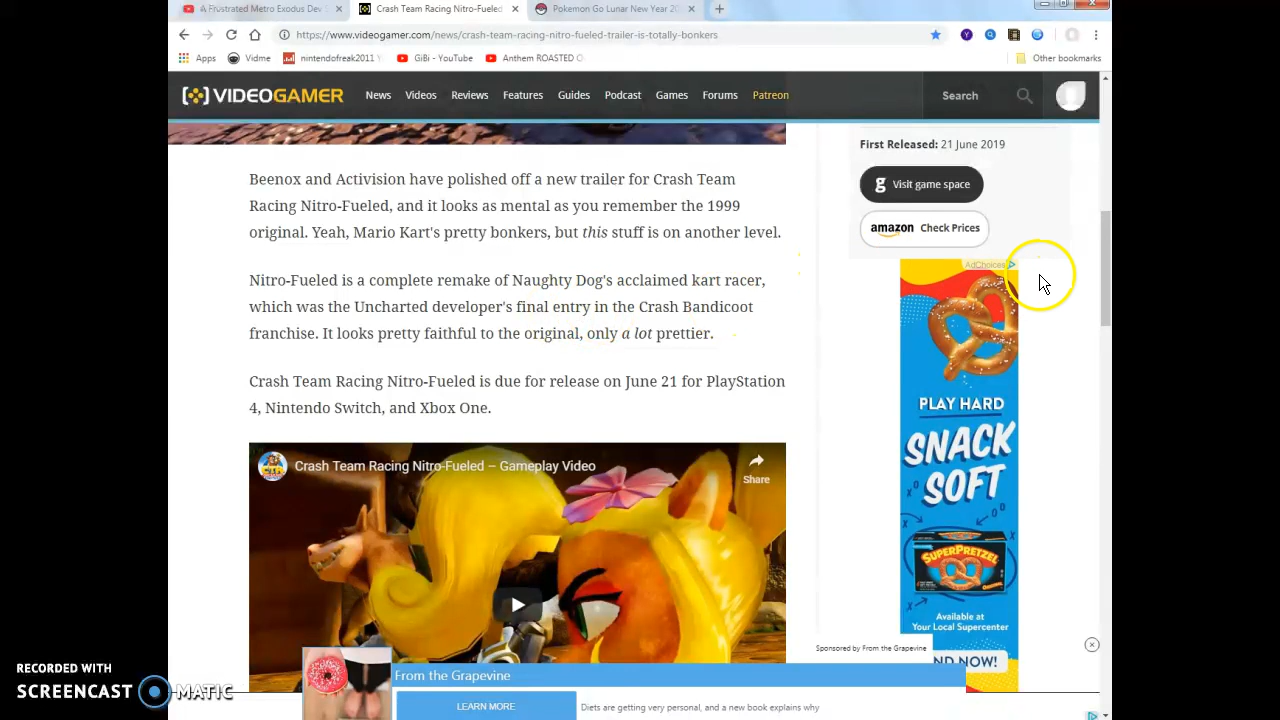 A Frustrated Metro Exodus Dev
Crash Team Racing Nitro-Fueled
Pokemon Go Lunar New Year 20
https://www.videogamer.com/news/crash-team-racing-nitro-fueled-trailer-is-totally-bonkers
Apps
Vidme
nintendofreak2011
GiBi - YouTube
Anthem ROASTED O
Other bookmarks
VIDEOGAMER
News
Videos
Reviews
Features
Guides
Podcast
Games
Forums
Patreon
Search
First Released: 21 June 2019
g Visit game space
amazon Check Prices
Beenox and Activision have polished off a new trailer for Crash Team
Racing Nitro-Fueled, and it looks as mental as you remember the 1999
original. Yeah, Mario Kart's pretty bonkers, but this stuff is on another level.
Nitro-Fueled is a complete remake of Naughty Dog's acclaimed kart racer,
which was the Uncharted developer's final entry in the Crash Bandicoot
franchise. It looks pretty faithful to the original, only a lot prettier.
Crash Team Racing Nitro-Fueled is due for release on June 21 for PlayStation
4, Nintendo Switch, and Xbox One.
Crash Team Racing Nitro-Fueled – Gameplay Video
Share
AdChoices
PLAY HARD
SNACK
SOFT
SUPERPRETZEL
Available at
Your Local Supercenter
ND NOW!
Sponsored by From the Grapevine
From the Grapevine
LEARN MORE
Diets are getting very personal, and a new book explains why
RECORDED WITH
SCREENCAST MATIC